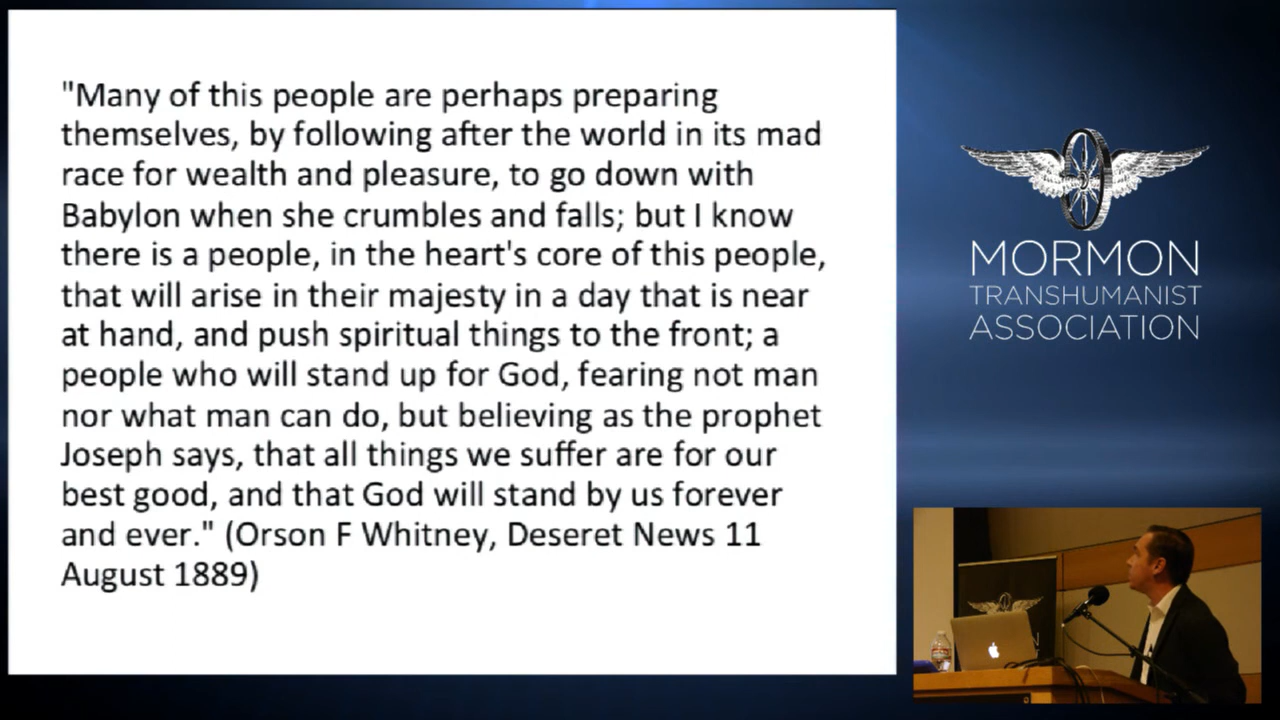 "Many of this people are perhaps preparing
themselves, by following after the world in its mad
race for wealth and pleasure, to go down with
Babylon when she crumbles and falls; but I know
there is a people, in the heart's core of this people,
that will arise in their majesty in a day that is near
at hand, and push spiritual things to the front; a
people who will stand up for God, fearing not man
nor what man can do, but believing as the prophet
Joseph says, that all things we suffer are for our
best good, and that God will stand by us forever
and ever." (Orson F Whitney, Deseret News 11
August 1889)
MORMON
TRANSHUMANIST
ASSOCIATION